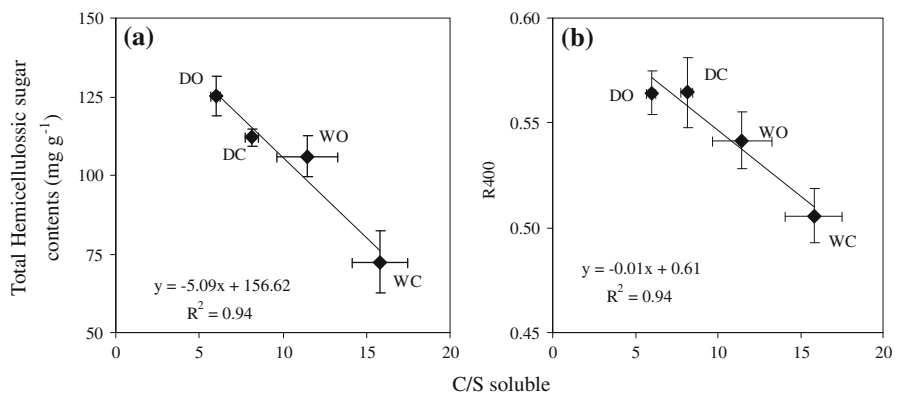 Total Hemicellulossic sugar
contents (mg g⁻¹)
150
125
100
75
50
(a)
DO
DC
WO
WC
y = -5.09x + 156.62
R² = 0.94
0
5
10
15
20
R400
0.60
0.55
0.50
0.45
(b)
DO
DC
WO
WC
y = -0.01x + 0.61
R² = 0.94
0
5
10
15
20
C/S soluble